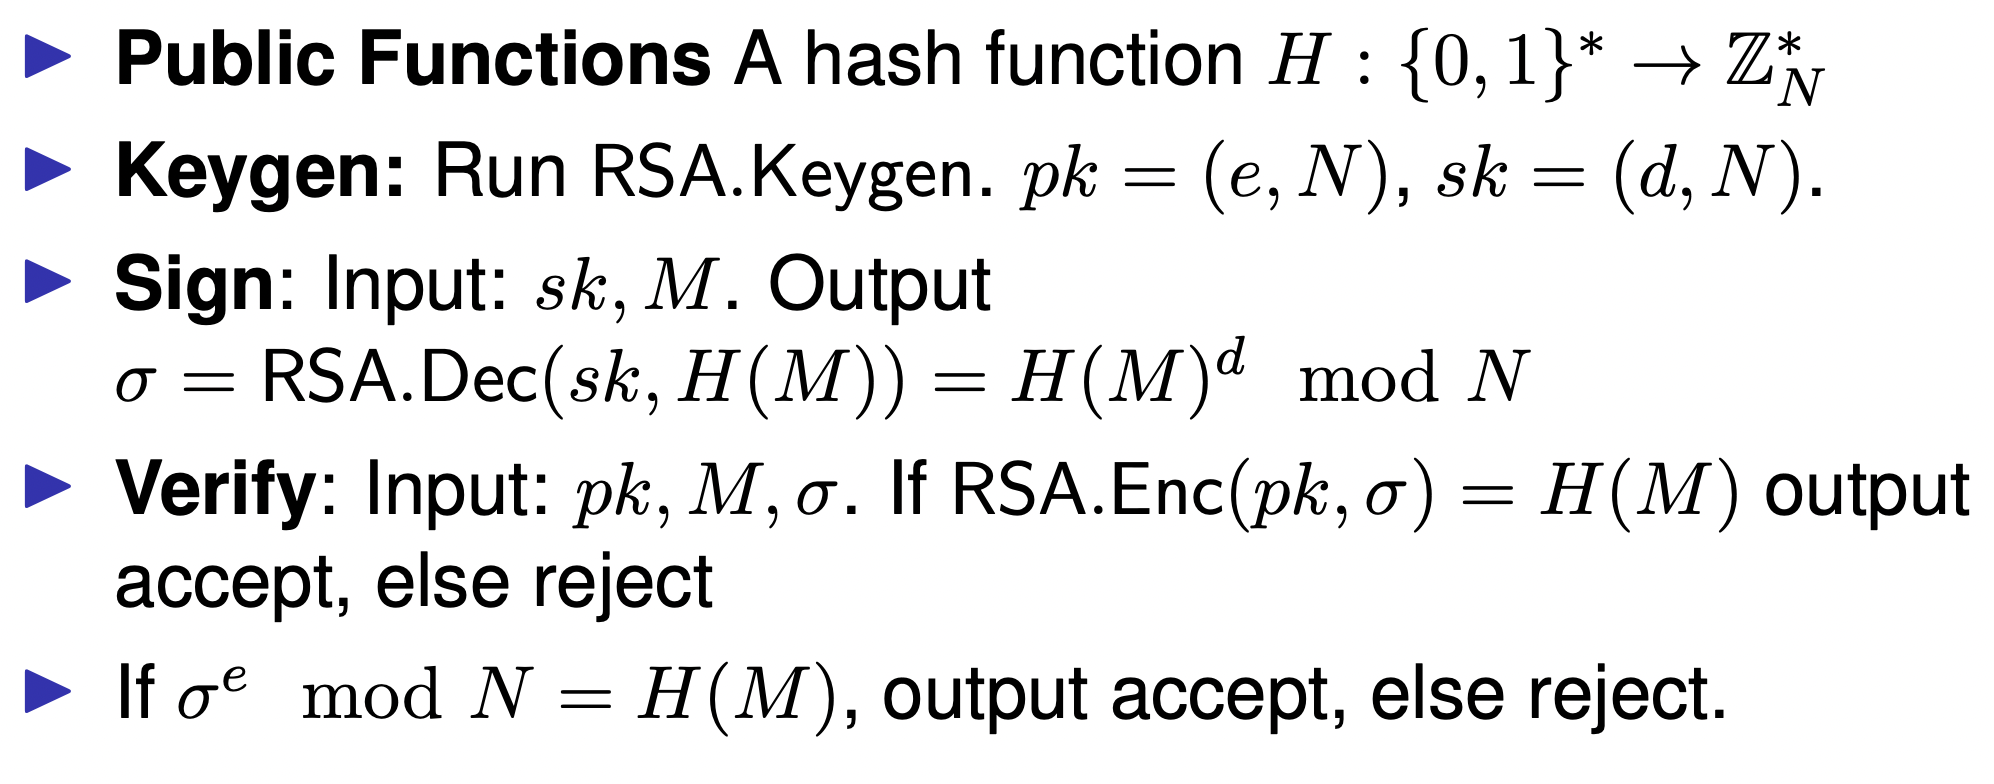 ▶ Public Functions A hash function $H : \{0, 1\}^* \to \mathbb{Z}_N^*$
▶ Keygen: Run RSA.Keygen. $pk = (e, N)$, $sk = (d, N)$.
▶ Sign: Input: $sk, M$. Output
$\sigma = \mathsf{RSA.Dec}(sk, H(M)) = H(M)^d \mod N$
▶ Verify: Input: $pk, M, \sigma$. If $\mathsf{RSA.Enc}(pk, \sigma) = H(M)$ output
accept, else reject
▶ If $\sigma^e \mod N = H(M)$, output accept, else reject.